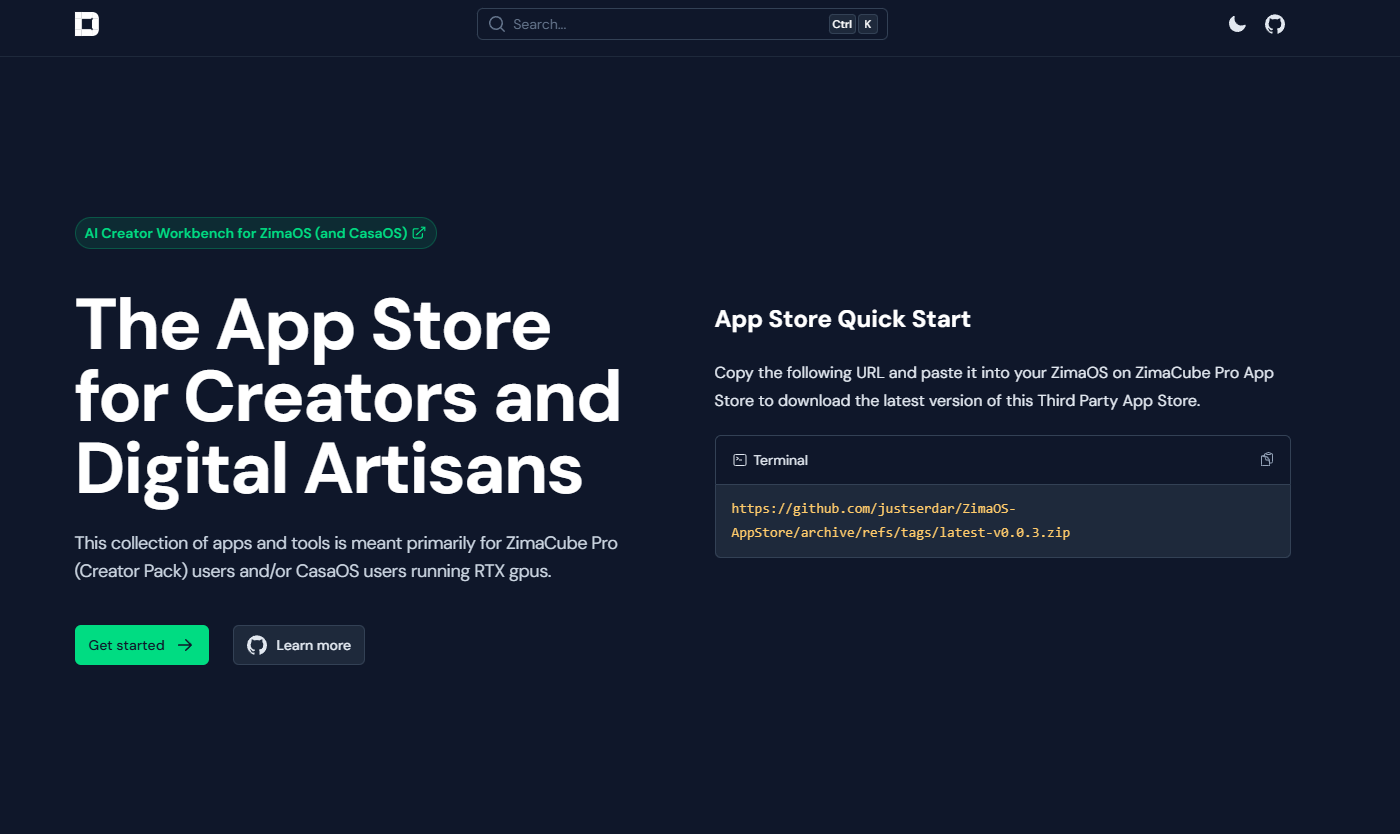 Search...
Ctrl K
AI Creator Workbench for ZimaOS (and CasaOS)
The App Store
for Creators and
Digital Artisans
This collection of apps and tools is meant primarily for ZimaCube Pro
(Creator Pack) users and/or CasaOS users running RTX gpus.
Get started
Learn more
App Store Quick Start
Copy the following URL and paste it into your ZimaOS on ZimaCube Pro App
Store to download the latest version of this Third Party App Store.
Terminal
https://github.com/justserdar/ZimaOS-
AppStore/archive/refs/tags/latest-v0.0.3.zip